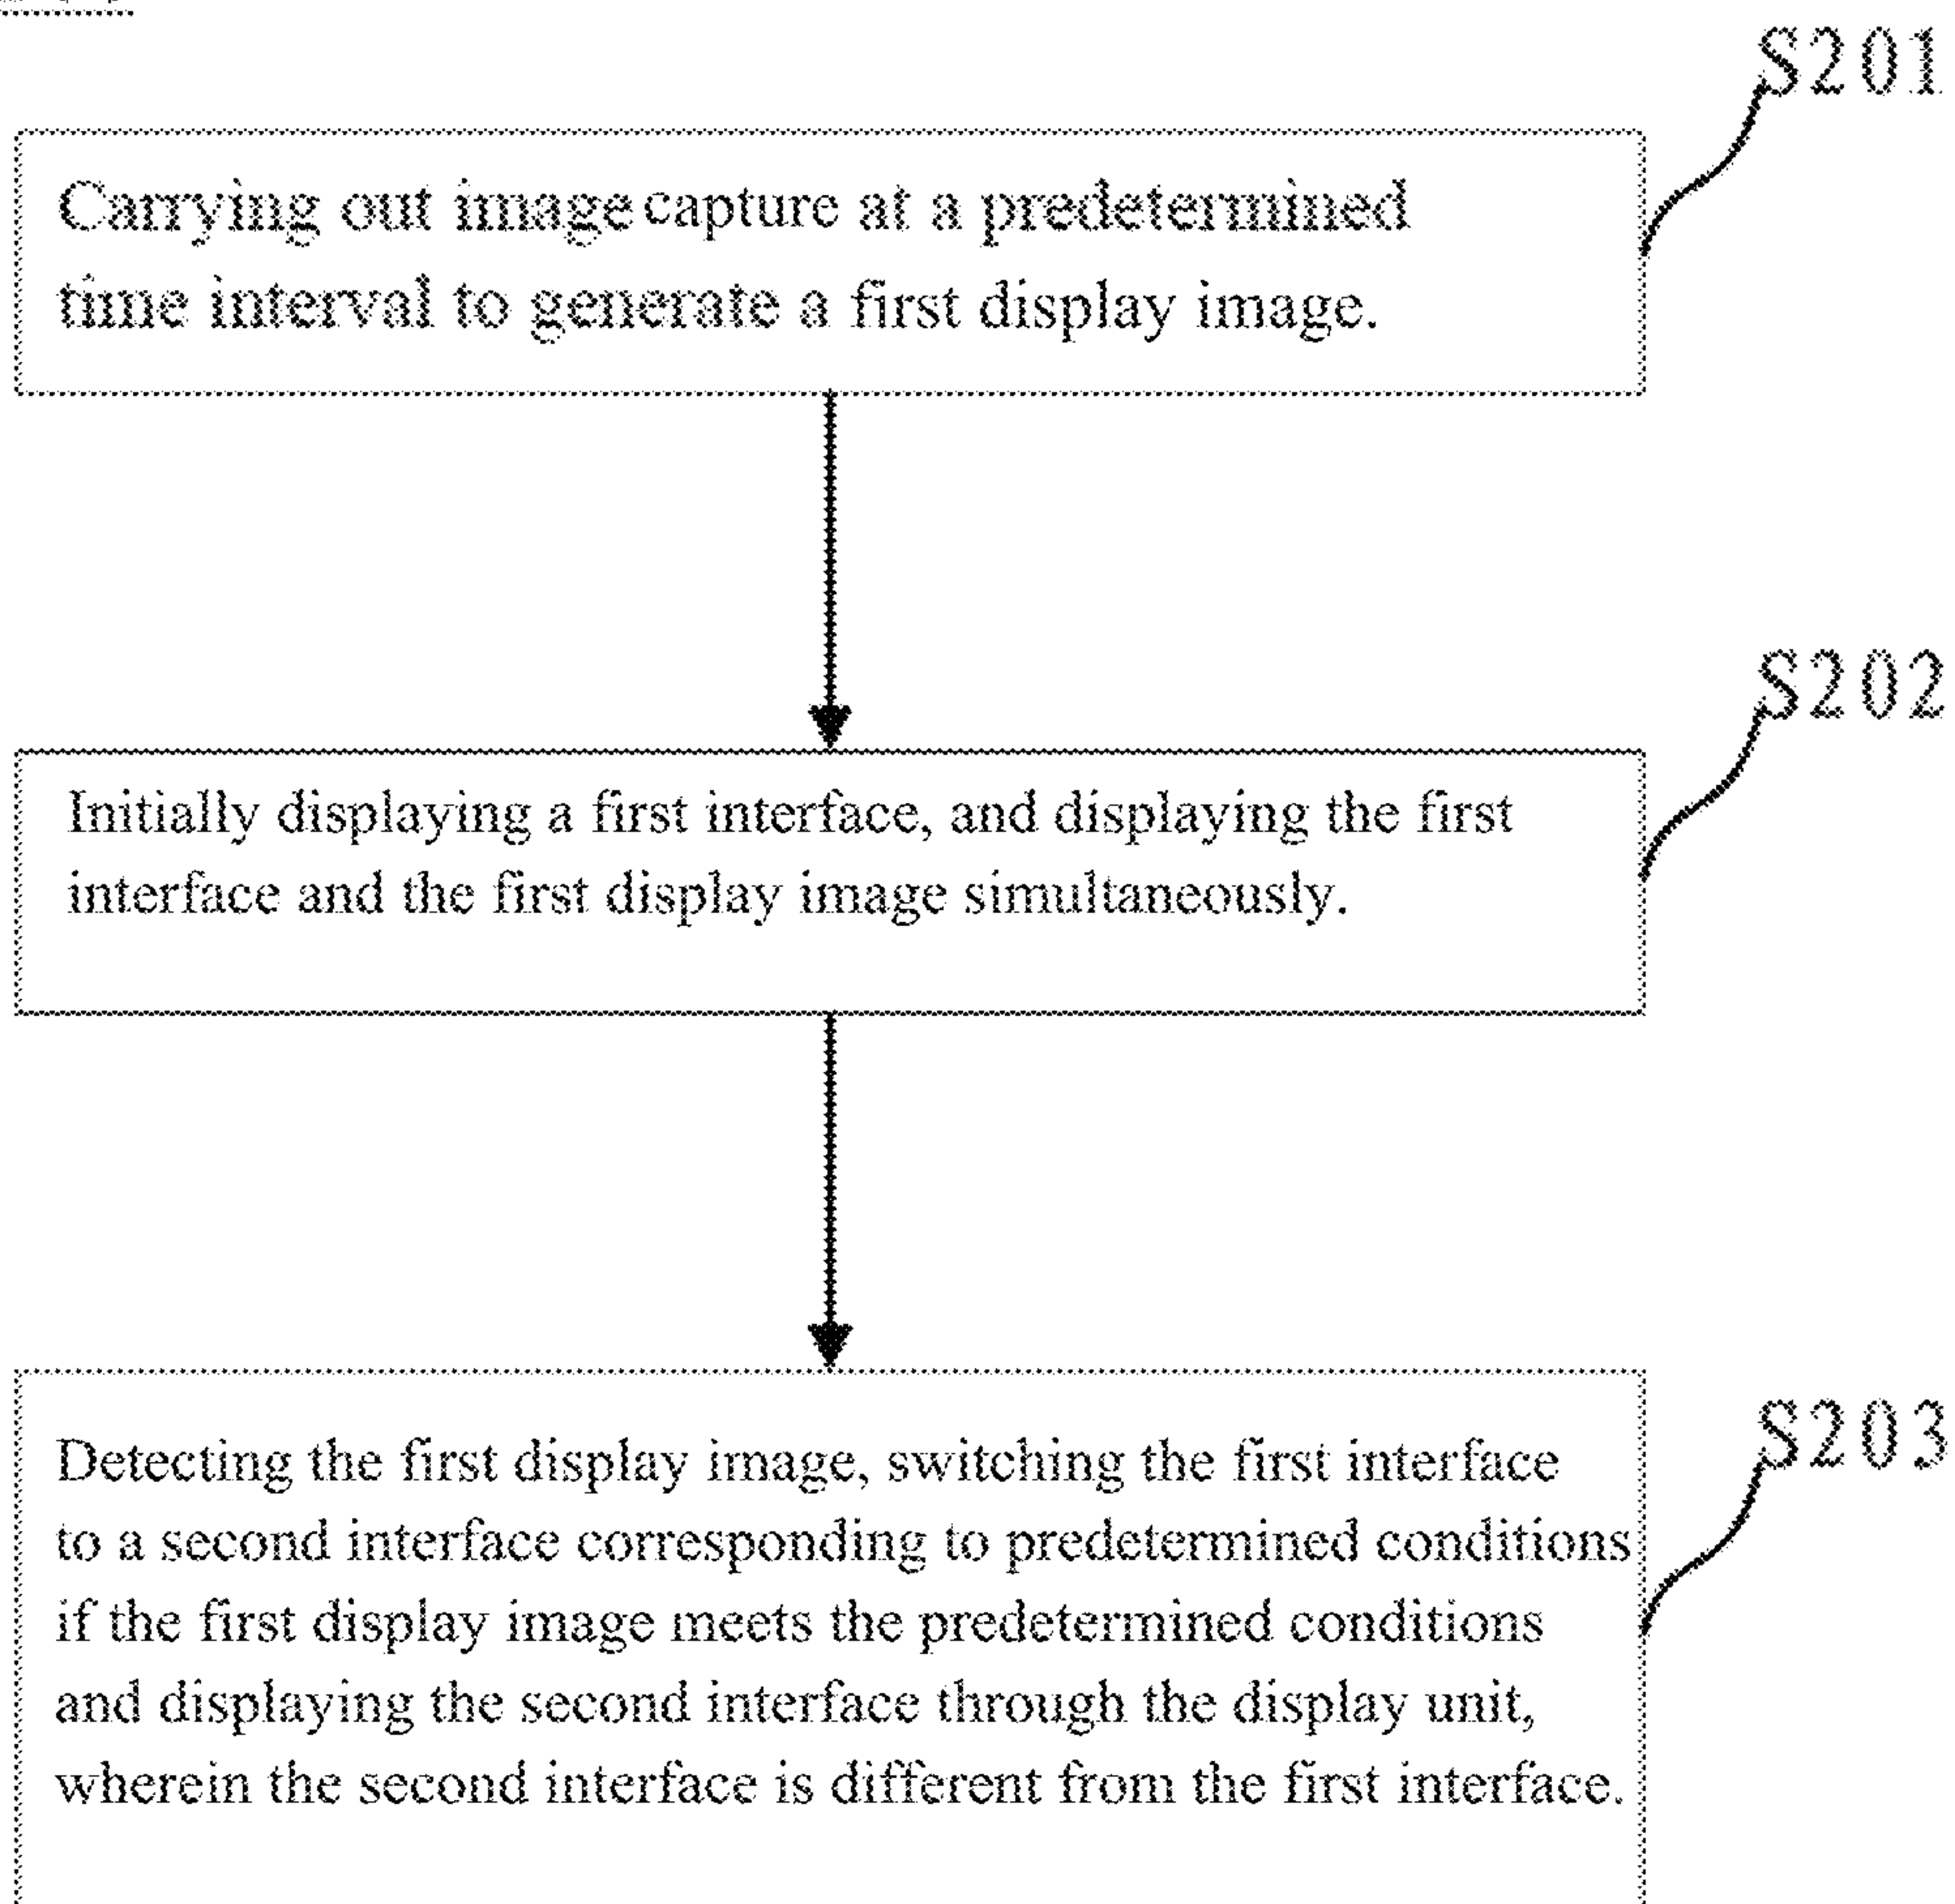 S201
Carrying out image capture at a predetermined
time interval to generate a first display image.
S202
Initially displaying a first interface, and displaying the first
interface and the first display image simultaneously.
S203
Detecting the first display image, switching the first interface
to a second interface corresponding to predetermined conditions
if the first display image meets the predetermined conditions
and displaying the second interface through the display unit,
wherein the second interface is different from the first interface.